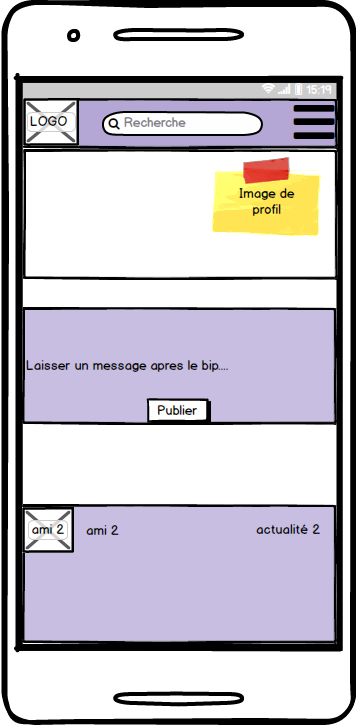 15:19
LOGO
Recherche
Image de
profil
Laisser un message apres le bip....
Publier
ami 2
ami 2
actualité 2